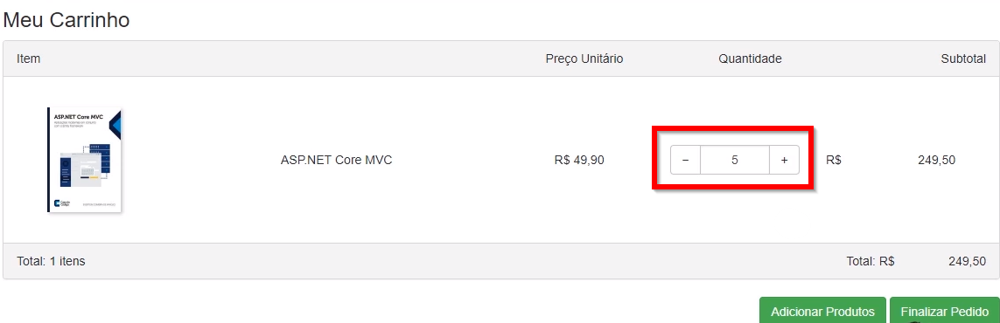 Meu Carrinho
Item Preço Unitário Quantidade Subtotal
ASP.NET Core MVC
ASP.NET Core MVC R$ 49,90 − 5 + R$ 249,50
Total: 1 itens Total: R$ 249,50
Adicionar Produtos Finalizar Pedido